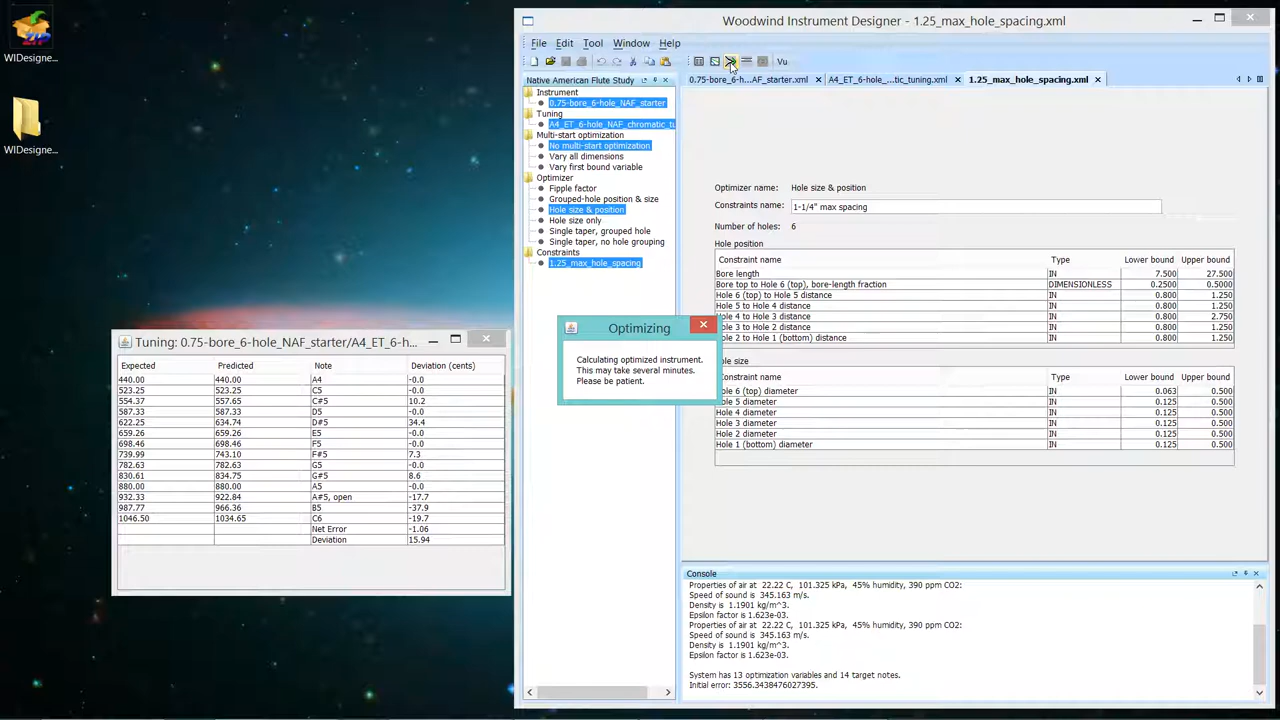 ZIP
WIDesigne...
WIDesigne...
Woodwind Instrument Designer - 1.25_max_hole_spacing.xml
File Edit Tool Window Help
Vu
Native American Flute Study
Instrument
0.75-bore_6-hole_NAF_starter
Tuning
A4_ET_6-hole_NAF_chromatic_tu
Multi-start optimization
No multi-start optimization
Vary all dimensions
Vary first bound variable
Optimizer
Fipple factor
Grouped-hole position & size
Hole size & position
Hole size only
Single taper, grouped hole
Single taper, no hole grouping
Constraints
1.25_max_hole_spacing
0.75-bore_6-h...AF_starter.xml A4_ET_6-hole_...tic_tuning.xml 1.25_max_hole_spacing.xml
Optimizer name: Hole size & position
Constraints name: 1-1/4" max spacing
Number of holes: 6
Hole position
Constraint name Type Lower bound Upper bound
Bore length IN 7.500 27.500
Bore top to Hole 6 (top), bore-length fraction DIMENSIONLESS 0.2500 0.5000
Hole 6 (top) to Hole 5 distance IN 0.800 1.250
Hole 5 to Hole 4 distance IN 0.800 1.250
Hole 4 to Hole 3 distance IN 0.800 2.750
Hole 3 to Hole 2 distance IN 0.800 1.250
Hole 2 to Hole 1 (bottom) distance IN 0.800 1.250
ole size
Constraint name Type Lower bound Upper bound
ole 6 (top) diameter IN 0.063 0.500
Hole 5 diameter IN 0.125 0.500
Hole 4 diameter IN 0.125 0.500
Hole 3 diameter IN 0.125 0.500
Hole 2 diameter IN 0.125 0.500
Hole 1 (bottom) diameter IN 0.125 0.500
Optimizing
Calculating optimized instrument.
This may take several minutes.
Please be patient.
Tuning: 0.75-bore_6-hole_NAF_starter/A4_ET_6-h...
Expected Predicted Note Deviation (cents)
440.00 440.00 A4 -0.0
523.25 523.25 C5 -0.0
554.37 557.65 C#5 10.2
587.33 587.33 D5 -0.0
622.25 634.74 D#5 34.4
659.26 659.26 E5 -0.0
698.46 698.46 F5 -0.0
739.99 743.10 F#5 7.3
782.63 782.63 G5 -0.0
830.61 834.75 G#5 8.6
880.00 880.00 A5 -0.0
932.33 922.84 A#5, open -17.7
987.77 966.36 B5 -37.9
1046.50 1034.65 C6 -19.7
Net Error -1.06
Deviation 15.94
Console
Properties of air at 22.22 C, 101.325 kPa, 45% humidity, 390 ppm CO2:
Speed of sound is 345.163 m/s.
Density is 1.1901 kg/m^3.
Epsilon factor is 1.623e-03.
Properties of air at 22.22 C, 101.325 kPa, 45% humidity, 390 ppm CO2:
Speed of sound is 345.163 m/s.
Density is 1.1901 kg/m^3.
Epsilon factor is 1.623e-03.
System has 13 optimization variables and 14 target notes.
Initial error: 3556.3438476027395.